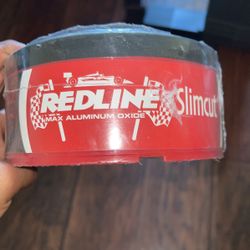 REDLINE
MAX ALUMINUM OXIDE
Slimcut